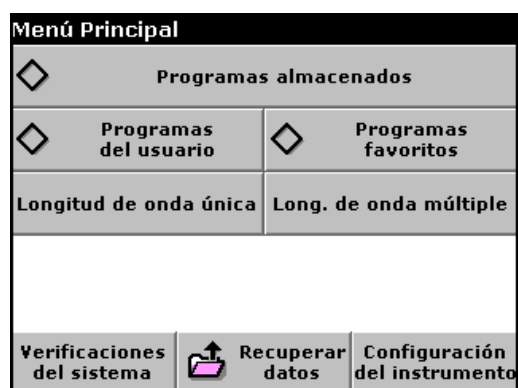 Menú Principal
Programas almacenados
Programas
del usuario
Programas
favoritos
Longitud de onda única
Long. de onda múltiple
Verificaciones
del sistema
Recuperar
datos
Configuración
del instrumento